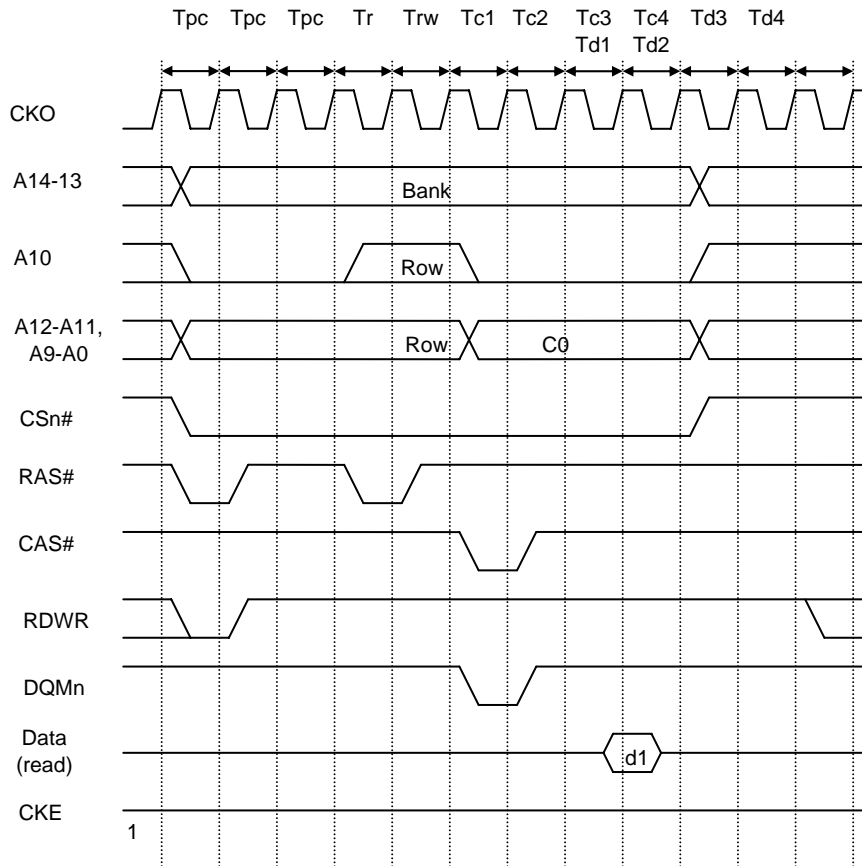 Tpc Tpc Tpc Tr Trw Tc1 Tc2 Tc3 Tc4 Td3 Td4
Td1 Td2
CKO
A14-13
Bank
A10
Row
A12-A11,
A9-A0
Row C0
CSn#
RAS#
CAS#
RDWR
DQMn
Data
(read)
d1
CKE
1